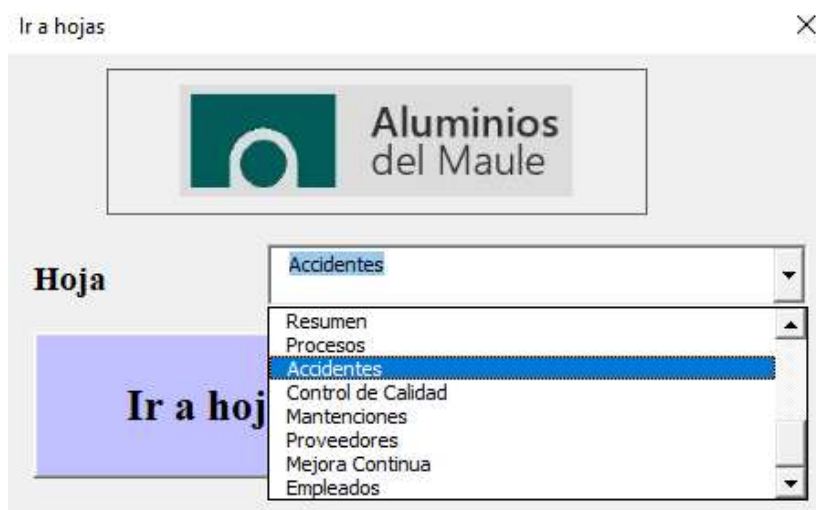 Ir a hojas
Aluminios
del Maule
Hoja
Accidentes
Resumen
Procesos
Accidentes
Control de Calidad
Mantenciones
Proveedores
Mejora Continua
Empleados
Ir a hoj